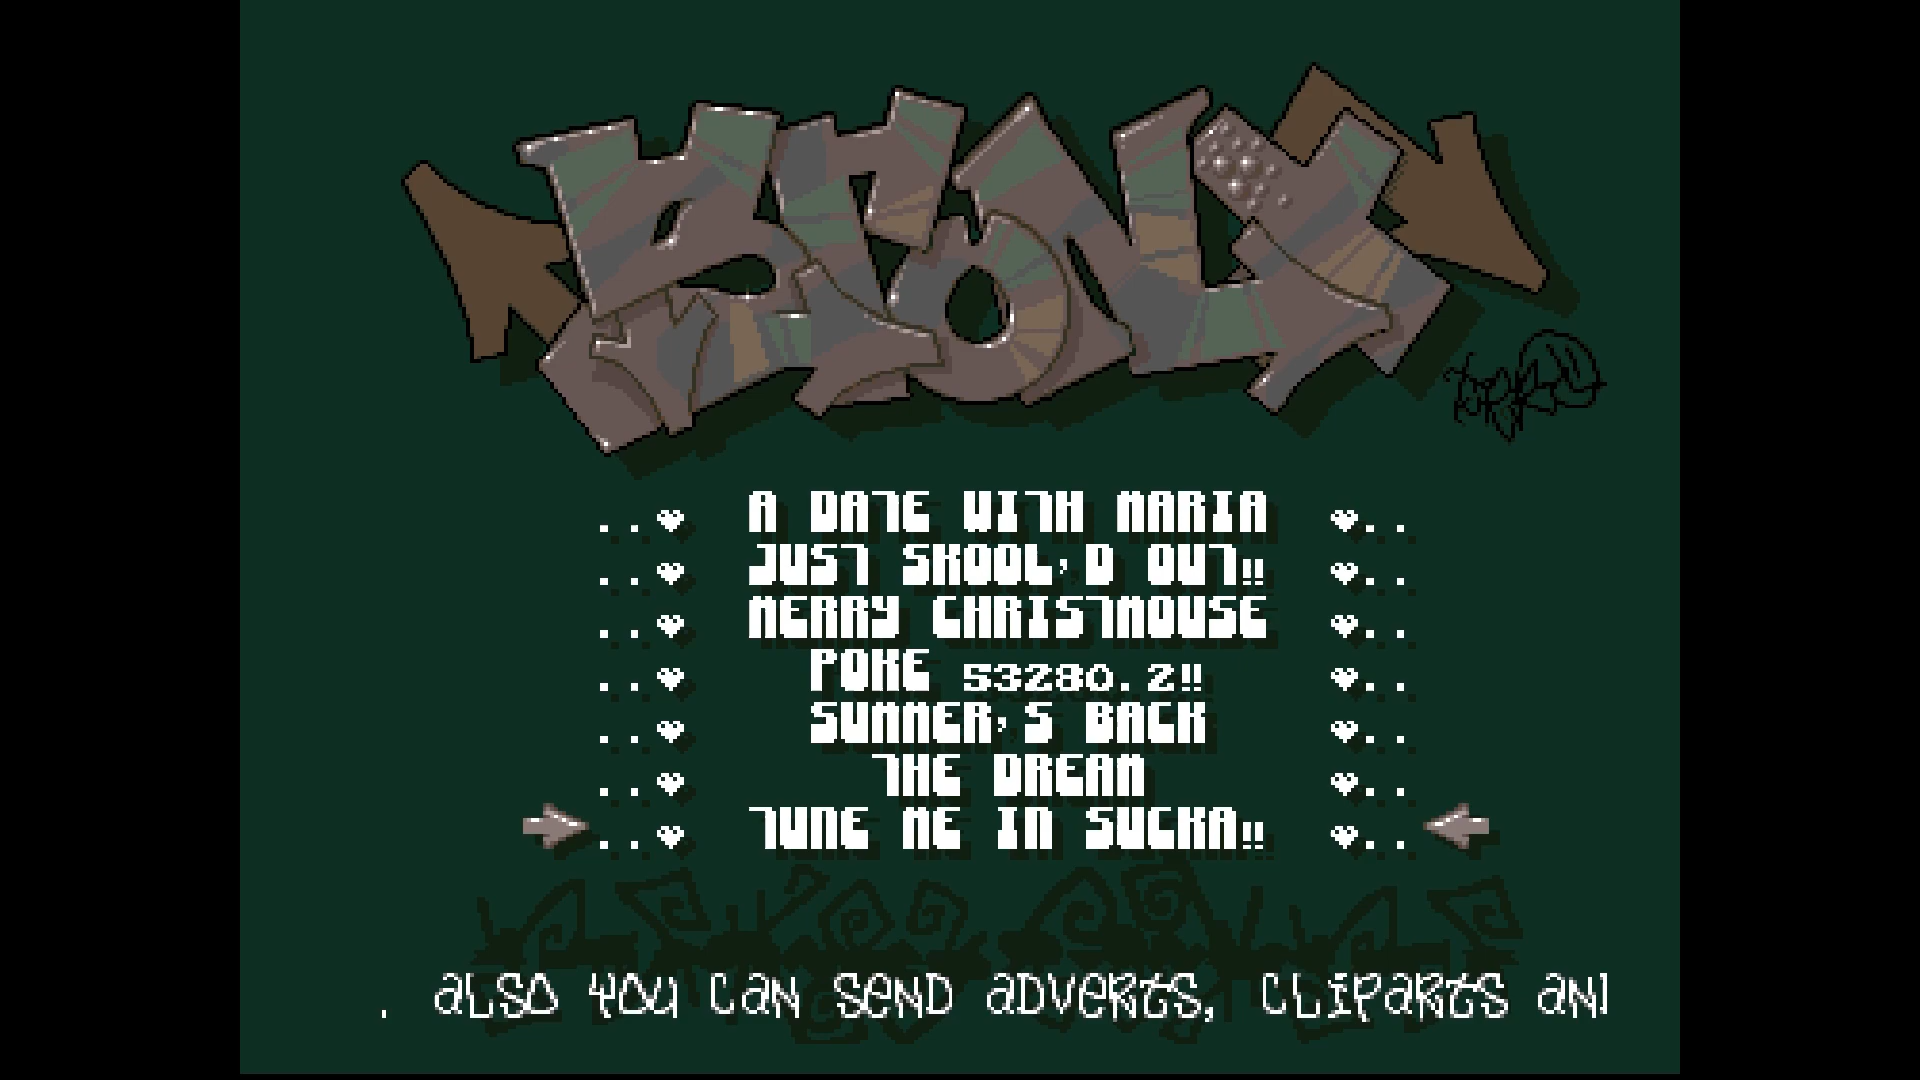 A DATE WITH MARIA
JUST SKOOL'D OUT!!
MERRY CHRISTMOUSE
POKE 53280.2!!
SUMMER'S BACK
THE DREAM
TUNE ME IN SUCKA!!
. ALSO YOU CAN SEND ADVERTS, CLIPARTS AN